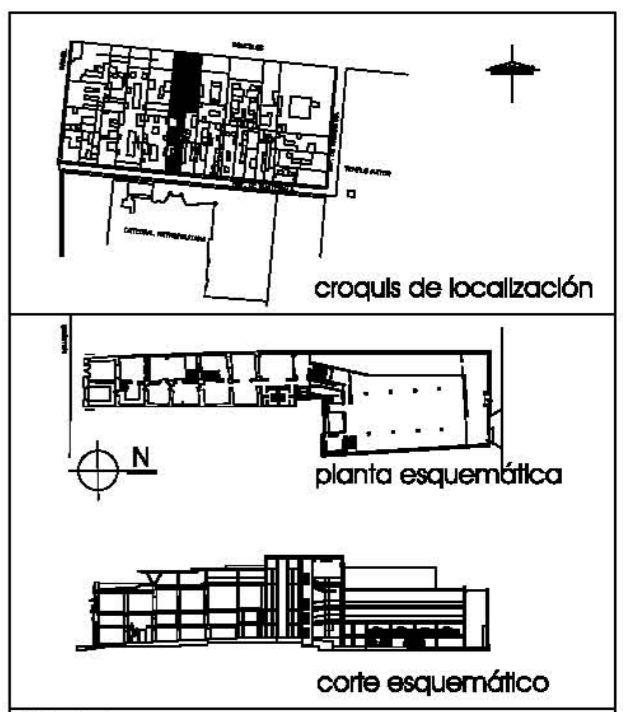 TEMPLO MAYOR
CATEDRAL METROPOLITANA
croquis de localización
N
planta esquemática
corte esquemático